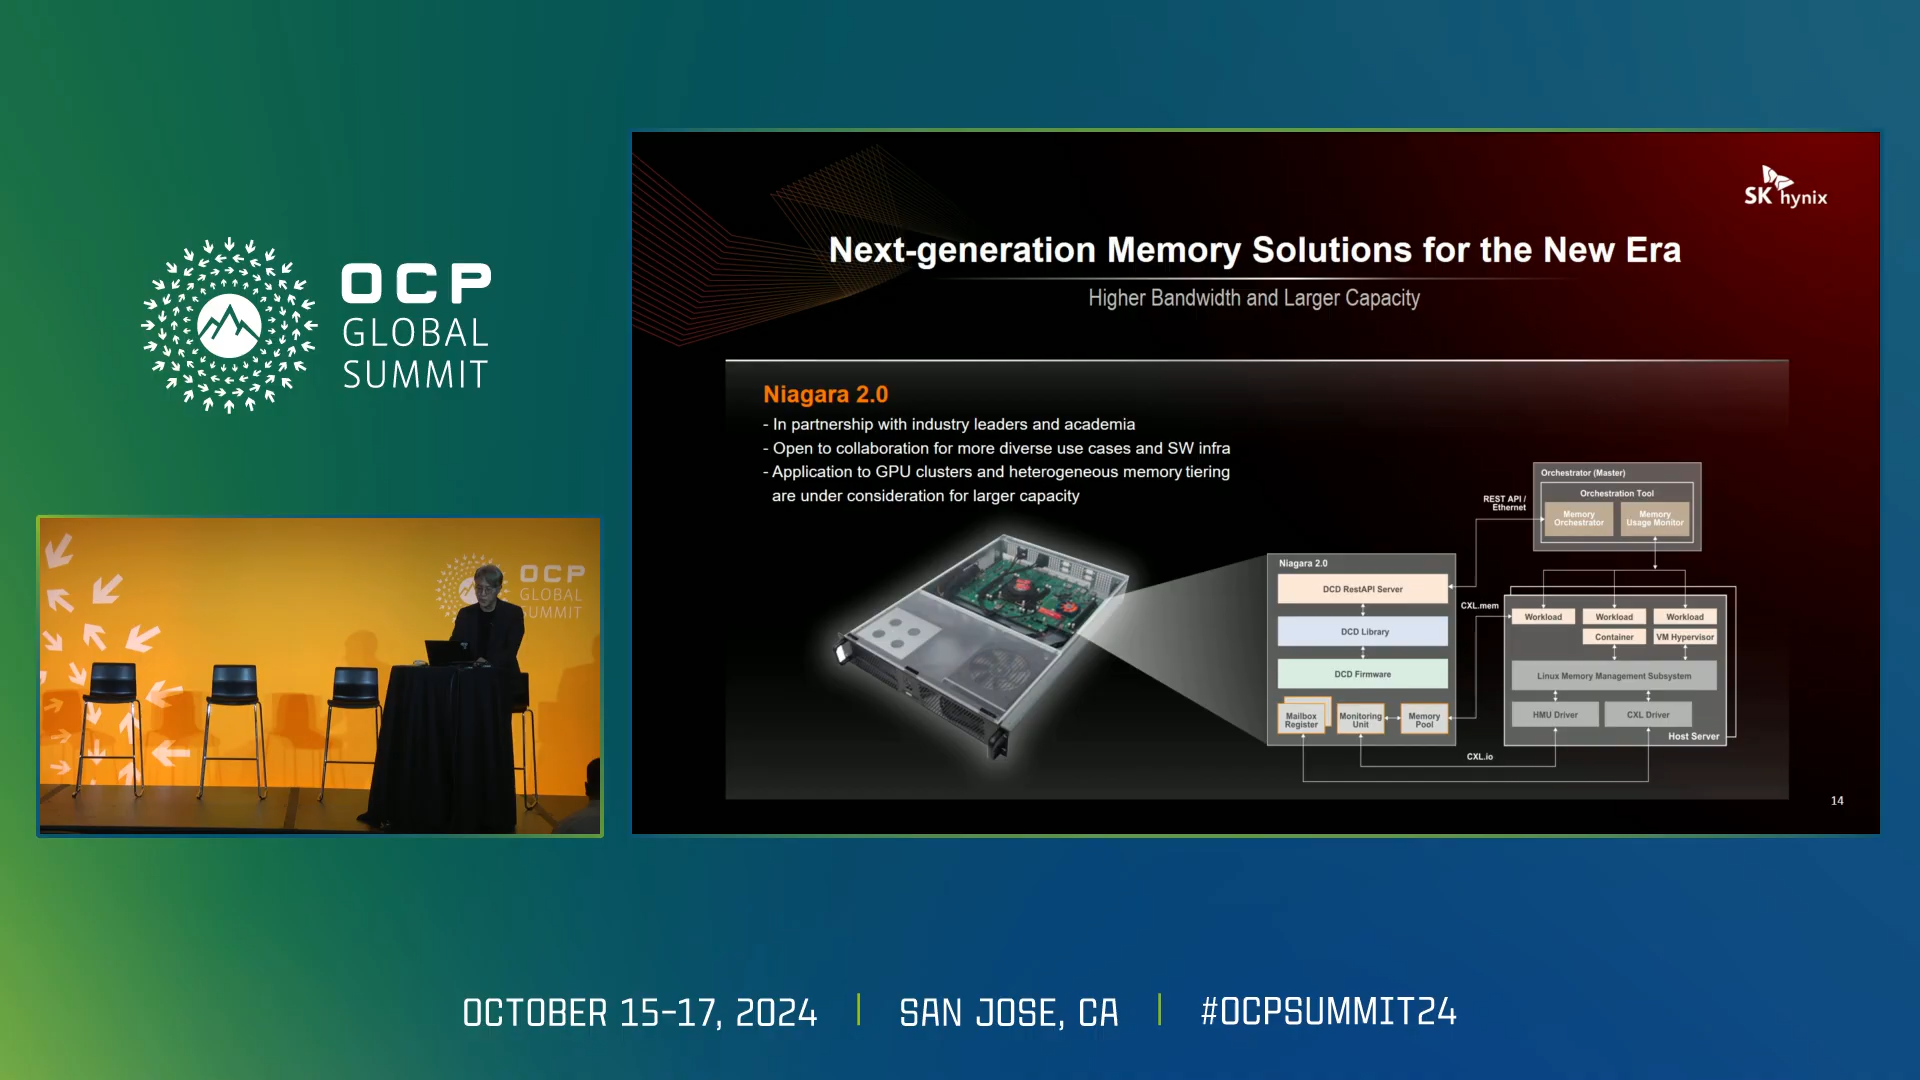 OCP
GLOBAL
SUMMIT
SK hynix
Next-generation Memory Solutions for the New Era
Higher Bandwidth and Larger Capacity
Niagara 2.0
- In partnership with industry leaders and academia
- Open to collaboration for more diverse use cases and SW infra
- Application to GPU clusters and heterogeneous memory tiering
are under consideration for larger capacity
Orchestrator (Master)
Orchestration Tool
Memory
Orchestrator
Memory
Usage Monitor
REST API /
Ethernet
Niagara 2.0
DCD RestAPI Server
DCD Library
DCD Firmware
Mailbox
Register
Monitoring
Unit
Memory
Pool
CXL.mem
CXL.io
Workload
Workload
Workload
Container
VM Hypervisor
Linux Memory Management Subsystem
HMU Driver
CXL Driver
Host Server
14
OCP
GLOBAL
SUMMIT
OCTOBER 15-17, 2024
SAN JOSE, CA
#OCPSUMMIT24